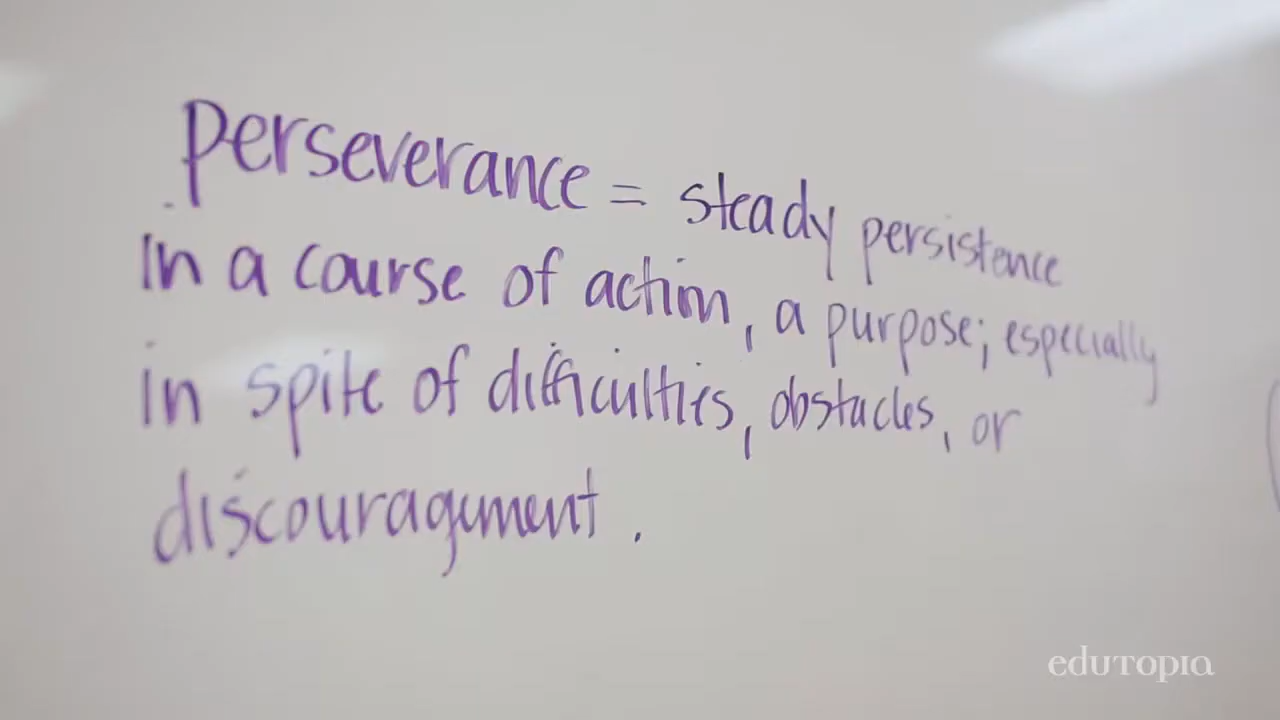 perseverance = steady persistence
in a course of action, a purpose; especially
in spite of difficulties, obstacles, or
discouragement.
edutopia